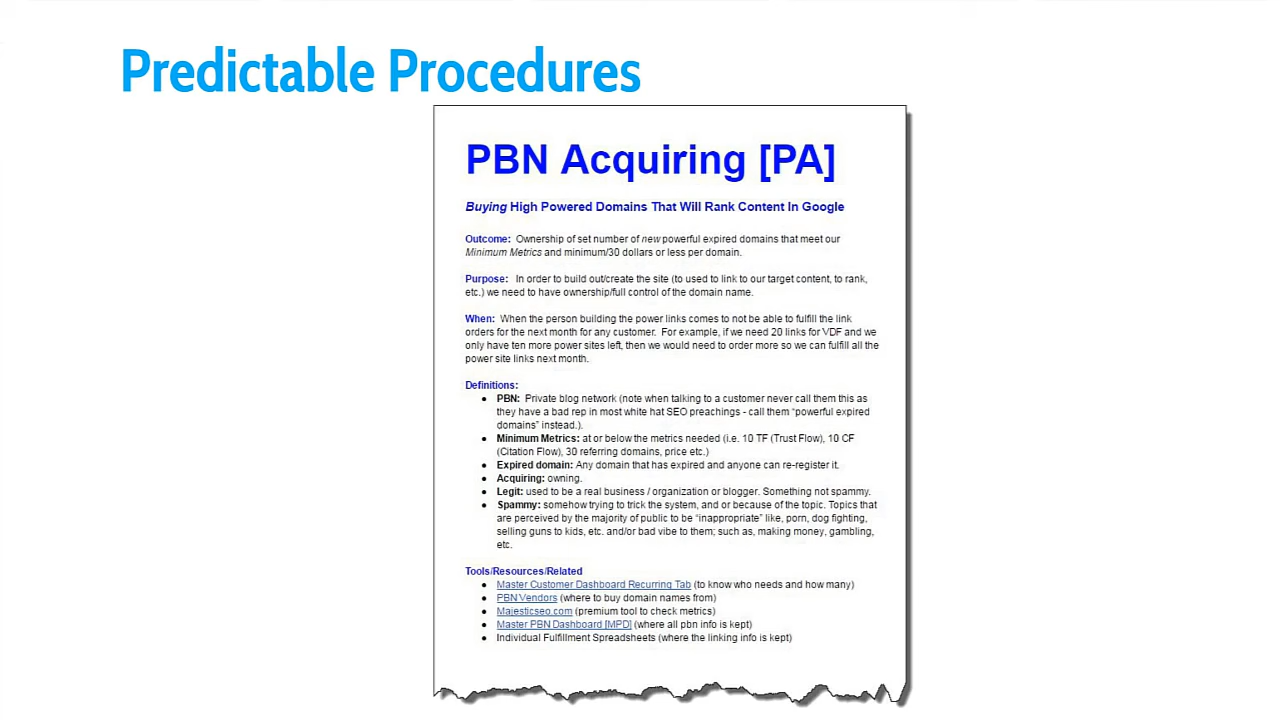 Predictable Procedures
PBN Acquiring [PA]
Buying High Powered Domains That Will Rank Content In Google
Outcome: Ownership of set number of new powerful expired domains that meet our
Minimum Metrics and minimum/30 dollars or less per domain.
Purpose: In order to build out/create the site (to used to link to our target content, to rank,
etc.) we need to have ownership/full control of the domain name.
When: When the person building the power links comes to not be able to fulfill the link
orders for the next month for any customer. For example, if we need 20 links for VDF and we
only have ten more power sites left, then we would need to order more so we can fulfill all the
power site links next month.
Definitions:
● PBN: Private blog network (note when talking to a customer never call them this as
they have a bad rep in most white hat SEO preachings - call them “powerful expired
domains” instead.).
● Minimum Metrics: at or below the metrics needed (i.e. 10 TF (Trust Flow), 10 CF
(Citation Flow), 30 referring domains, price etc.)
● Expired domain: Any domain that has expired and anyone can re-register it.
● Acquiring: owning.
● Legit: used to be a real business / organization or blogger. Something not spammy.
● Spammy: somehow trying to trick the system, and or because of the topic. Topics that
are perceived by the majority of public to be “inappropriate” like, porn, dog fighting,
selling guns to kids, etc. and/or bad vibe to them; such as, making money, gambling,
etc.
Tools/Resources/Related
● Master Customer Dashboard Recurring Tab (to know who needs and how many)
● PBN Vendors (where to buy domain names from)
● Majesticseo.com (premium tool to check metrics)
● Master PBN Dashboard [MPD] (where all pbn info is kept)
● Individual Fulfillment Spreadsheets (where the linking info is kept)